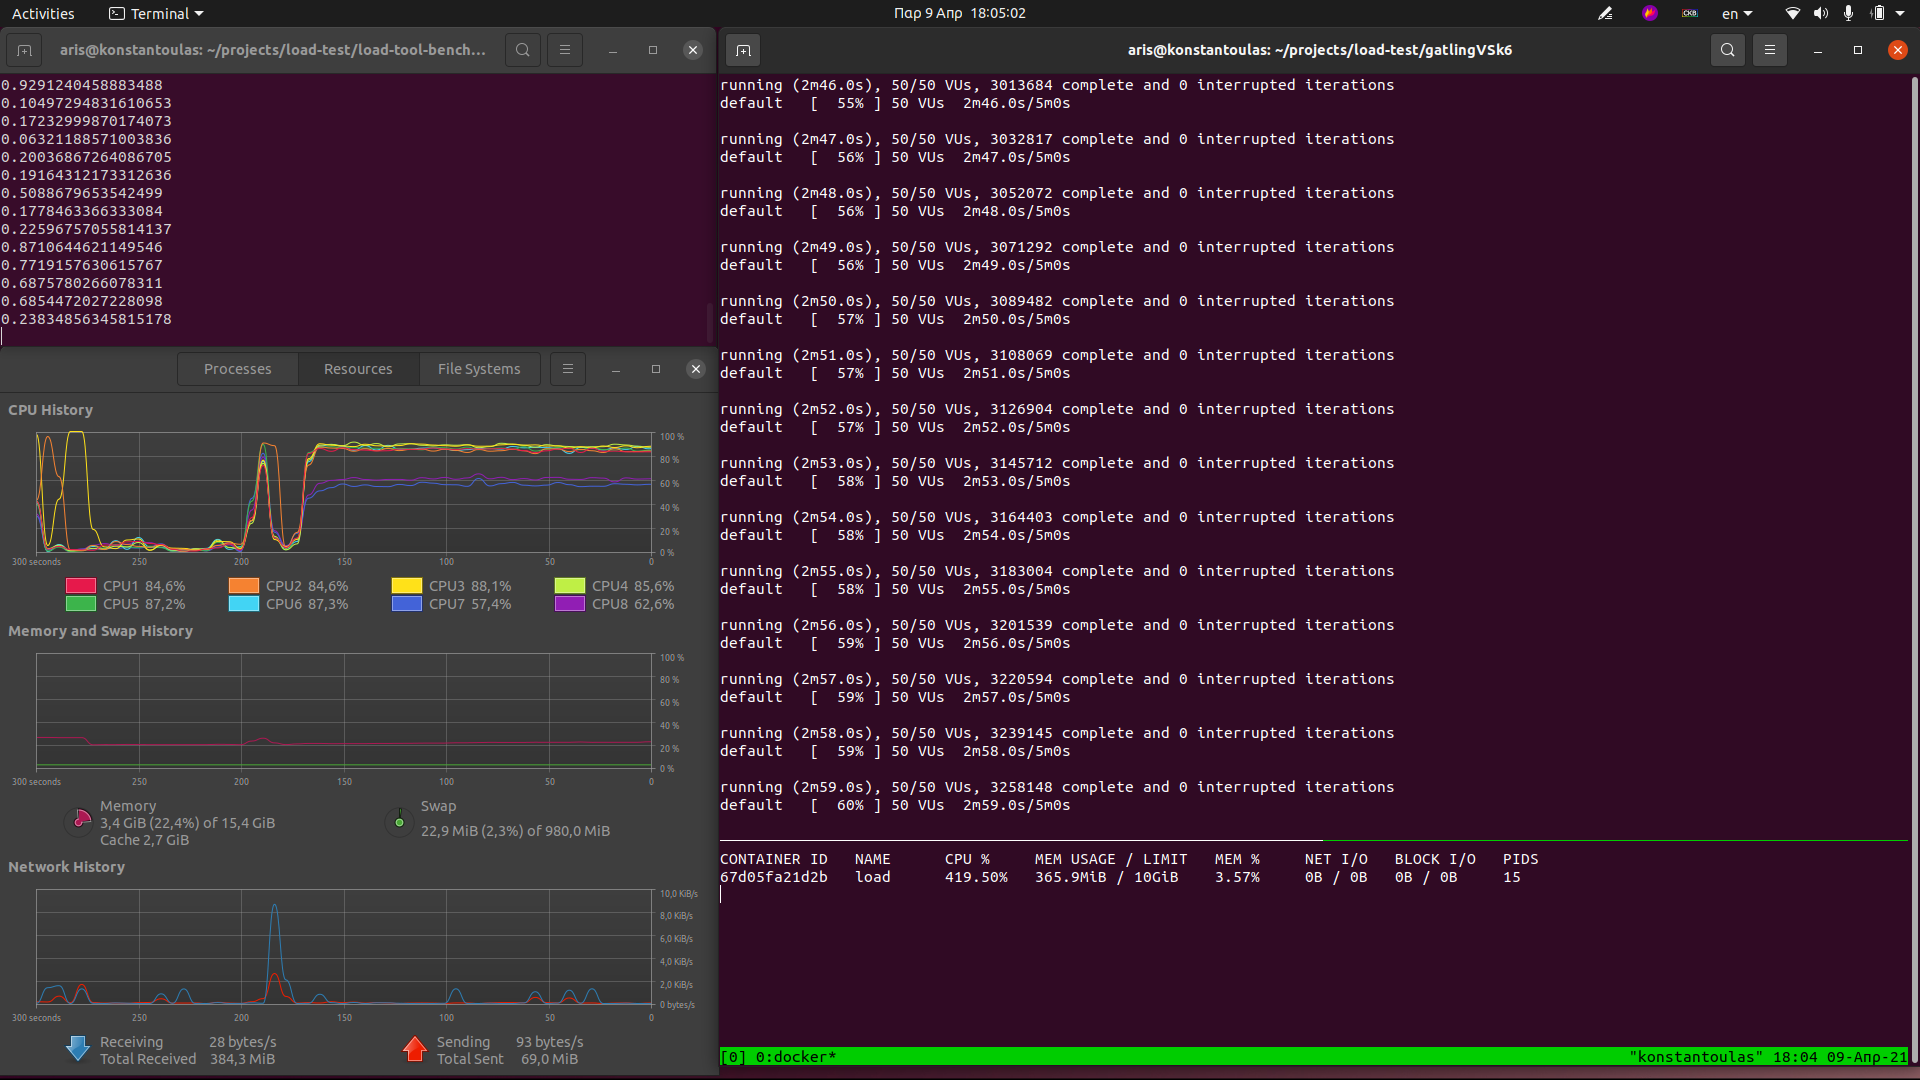 Activities
Terminal
Παρ 9 Απρ 18:05:02
en
aris@konstantoulas: ~/projects/load-test/load-tool-bench...
0.9291240458883488
0.10497294831610653
0.17232999870174073
0.063211885710038​36
0.20036867264086705
0.19164312173312636
0.5088679653542499
0.1778463366333084
0.22596757055814137
0.8710644621149546
0.7719157630615767
0.6875780266078311
0.6854472027228098
0.23834856345815178
Processes
Resources
File Systems
CPU History
100 %
80 %
60 %
40 %
20 %
0 %
300 seconds 250 200 150 100 50 0
CPU1 84,6% CPU2 84,6% CPU3 88,1% CPU4 85,6%
CPU5 87,2% CPU6 87,3% CPU7 57,4% CPU8 62,6%
Memory and Swap History
100 %
80 %
60 %
40 %
20 %
0 %
300 seconds 250 200 150 100 50 0
Memory
3,4 GiB (22,4%) of 15,4 GiB
Cache 2,7 GiB
Swap
22,9 MiB (2,3%) of 980,0 MiB
Network History
10,0 KiB/s
8,0 KiB/s
6,0 KiB/s
4,0 KiB/s
2,0 KiB/s
0 bytes/s
300 seconds 250 200 150 100 50 0
Receiving 28 bytes/s
Total Received 384,3 MiB
Sending 93 bytes/s
Total Sent 69,0 MiB
aris@konstantoulas: ~/projects/load-test/gatlingVSk6
running (2m46.0s), 50/50 VUs, 3013684 complete and 0 interrupted iterations
default [ 55% ] 50 VUs 2m46.0s/5m0s
running (2m47.0s), 50/50 VUs, 3032817 complete and 0 interrupted iterations
default [ 56% ] 50 VUs 2m47.0s/5m0s
running (2m48.0s), 50/50 VUs, 3052072 complete and 0 interrupted iterations
default [ 56% ] 50 VUs 2m48.0s/5m0s
running (2m49.0s), 50/50 VUs, 3071292 complete and 0 interrupted iterations
default [ 56% ] 50 VUs 2m49.0s/5m0s
running (2m50.0s), 50/50 VUs, 3089482 complete and 0 interrupted iterations
default [ 57% ] 50 VUs 2m50.0s/5m0s
running (2m51.0s), 50/50 VUs, 3108069 complete and 0 interrupted iterations
default [ 57% ] 50 VUs 2m51.0s/5m0s
running (2m52.0s), 50/50 VUs, 3126904 complete and 0 interrupted iterations
default [ 57% ] 50 VUs 2m52.0s/5m0s
running (2m53.0s), 50/50 VUs, 3145712 complete and 0 interrupted iterations
default [ 58% ] 50 VUs 2m53.0s/5m0s
running (2m54.0s), 50/50 VUs, 3164403 complete and 0 interrupted iterations
default [ 58% ] 50 VUs 2m54.0s/5m0s
running (2m55.0s), 50/50 VUs, 3183004 complete and 0 interrupted iterations
default [ 58% ] 50 VUs 2m55.0s/5m0s
running (2m56.0s), 50/50 VUs, 3201539 complete and 0 interrupted iterations
default [ 59% ] 50 VUs 2m56.0s/5m0s
running (2m57.0s), 50/50 VUs, 3220594 complete and 0 interrupted iterations
default [ 59% ] 50 VUs 2m57.0s/5m0s
running (2m58.0s), 50/50 VUs, 3239145 complete and 0 interrupted iterations
default [ 59% ] 50 VUs 2m58.0s/5m0s
running (2m59.0s), 50/50 VUs, 3258148 complete and 0 interrupted iterations
default [ 60% ] 50 VUs 2m59.0s/5m0s
CONTAINER ID NAME CPU % MEM USAGE / LIMIT MEM % NET I/O BLOCK I/O PIDS
67d05fa21d2b load 419.50% 365.9MiB / 10GiB 3.57% 0B / 0B 0B / 0B 15
[0] 0:docker* "konstantoulas" 18:04 09-Απρ-21